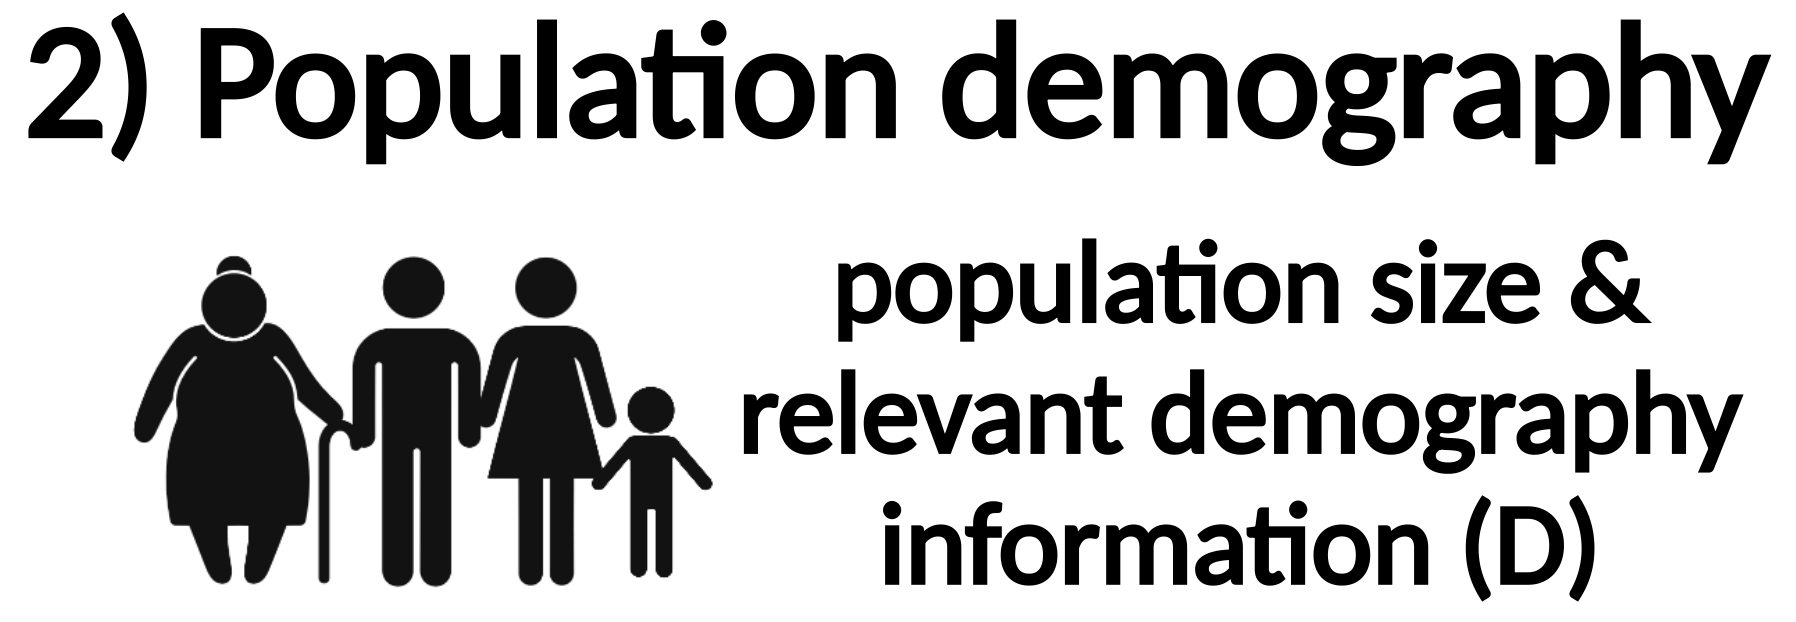 2) Population demography
population size &
relevant demography
information (D)